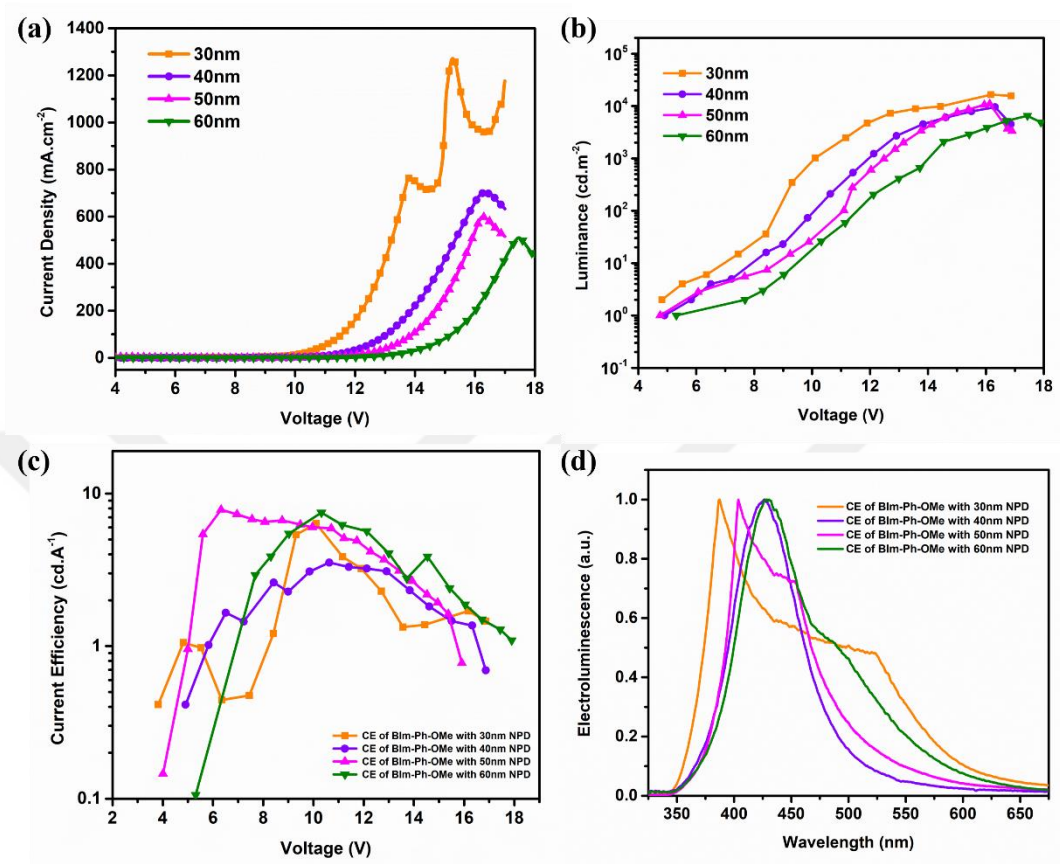 (a)
1400
1200
1000
800
600
400
200
0
4 6 8 10 12 14 16 18
Current Density (mA.cm-2)
Voltage (V)
30nm
40nm
50nm
60nm
(b)
10⁵
10⁴
10³
10²
10¹
10⁰
10⁻¹
4 6 8 10 12 14 16 18
Luminance (cd.m-2)
Voltage (V)
30nm
40nm
50nm
60nm
(c)
10
1
0.1
2 4 6 8 10 12 14 16 18
Current Efficiency (cd.A-1)
Voltage (V)
CE of BIm-Ph-OMe with 30nm NPD
CE of BIm-Ph-OMe with 40nm NPD
CE of BIm-Ph-OMe with 50nm NPD
CE of BIm-Ph-OMe with 60nm NPD
(d)
1.0
0.8
0.6
0.4
0.2
0.0
350 400 450 500 550 600 650
Electroluminescence (a.u.)
Wavelength (nm)
CE of BIm-Ph-OMe with 30nm NPD
CE of BIm-Ph-OMe with 40nm NPD
CE of BIm-Ph-OMe with 50nm NPD
CE of BIm-Ph-OMe with 60nm NPD